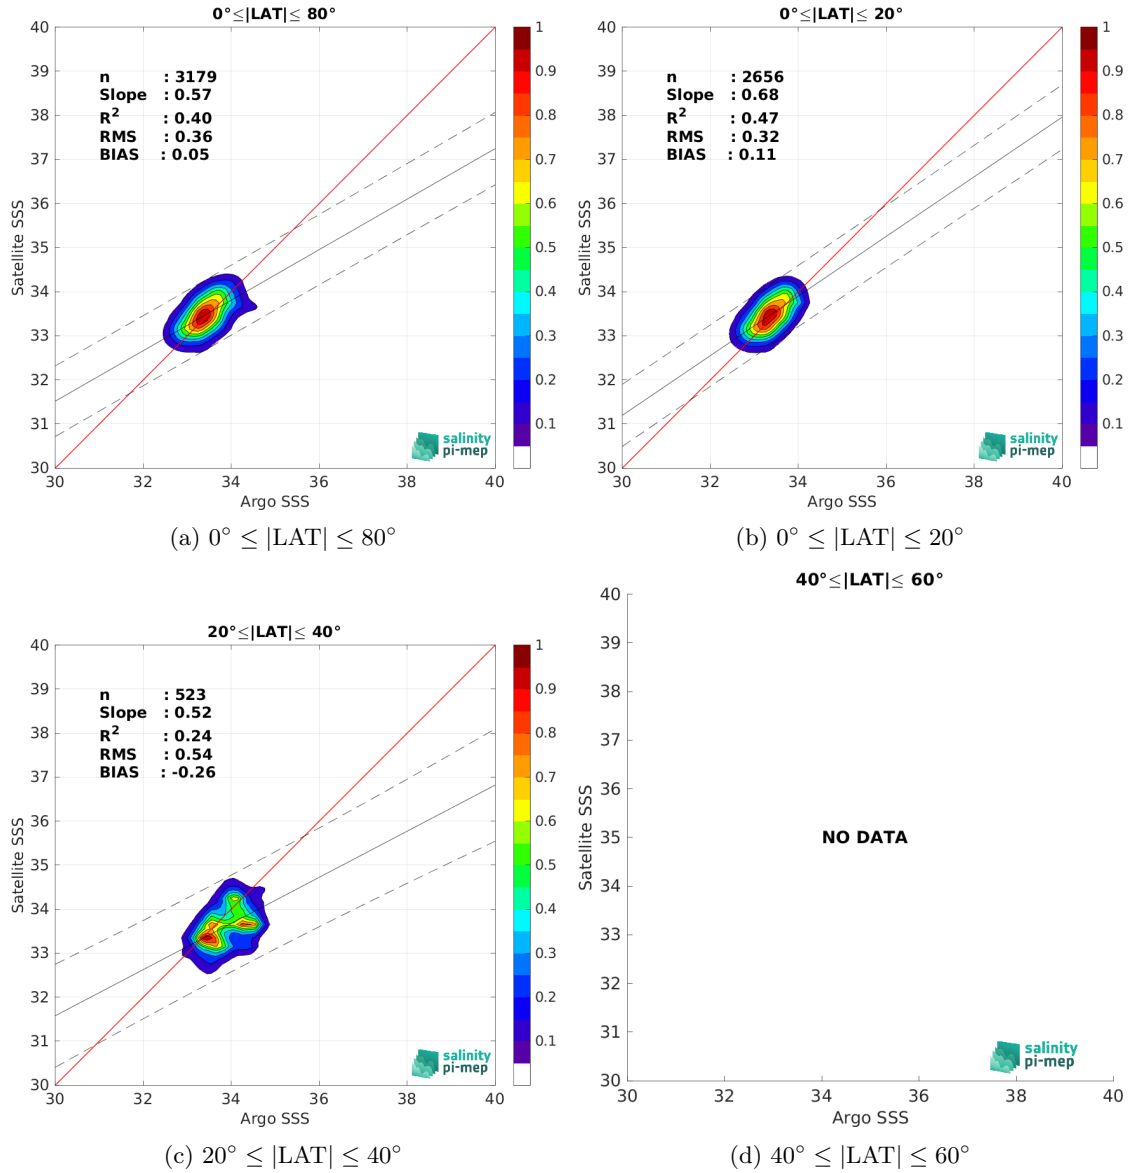 0°≤|LAT|≤ 80°
40
39
38
37
36
35
34
33
32
31
30
Satellite SSS
n : 3179
Slope : 0.57
R² : 0.40
RMS : 0.36
BIAS : 0.05
salinity
pi-mep
30 32 34 36 38 40
Argo SSS
1
0.9
0.8
0.7
0.6
0.5
0.4
0.3
0.2
0.1
(a) 0° ≤ |LAT| ≤ 80°
0°≤|LAT|≤ 20°
40
39
38
37
36
35
34
33
32
31
30
Satellite SSS
n : 2656
Slope : 0.68
R² : 0.47
RMS : 0.32
BIAS : 0.11
salinity
pi-mep
30 32 34 36 38 40
Argo SSS
1
0.9
0.8
0.7
0.6
0.5
0.4
0.3
0.2
0.1
(b) 0° ≤ |LAT| ≤ 20°
20°≤|LAT|≤ 40°
40
39
38
37
36
35
34
33
32
31
30
Satellite SSS
n : 523
Slope : 0.52
R² : 0.24
RMS : 0.54
BIAS : -0.26
salinity
pi-mep
30 32 34 36 38 40
Argo SSS
1
0.9
0.8
0.7
0.6
0.5
0.4
0.3
0.2
0.1
(c) 20° ≤ |LAT| ≤ 40°
40°≤|LAT|≤ 60°
40
39
38
37
36
35
34
33
32
31
30
Satellite SSS
NO DATA
salinity
pi-mep
30 32 34 36 38 40
Argo SSS
(d) 40° ≤ |LAT| ≤ 60°